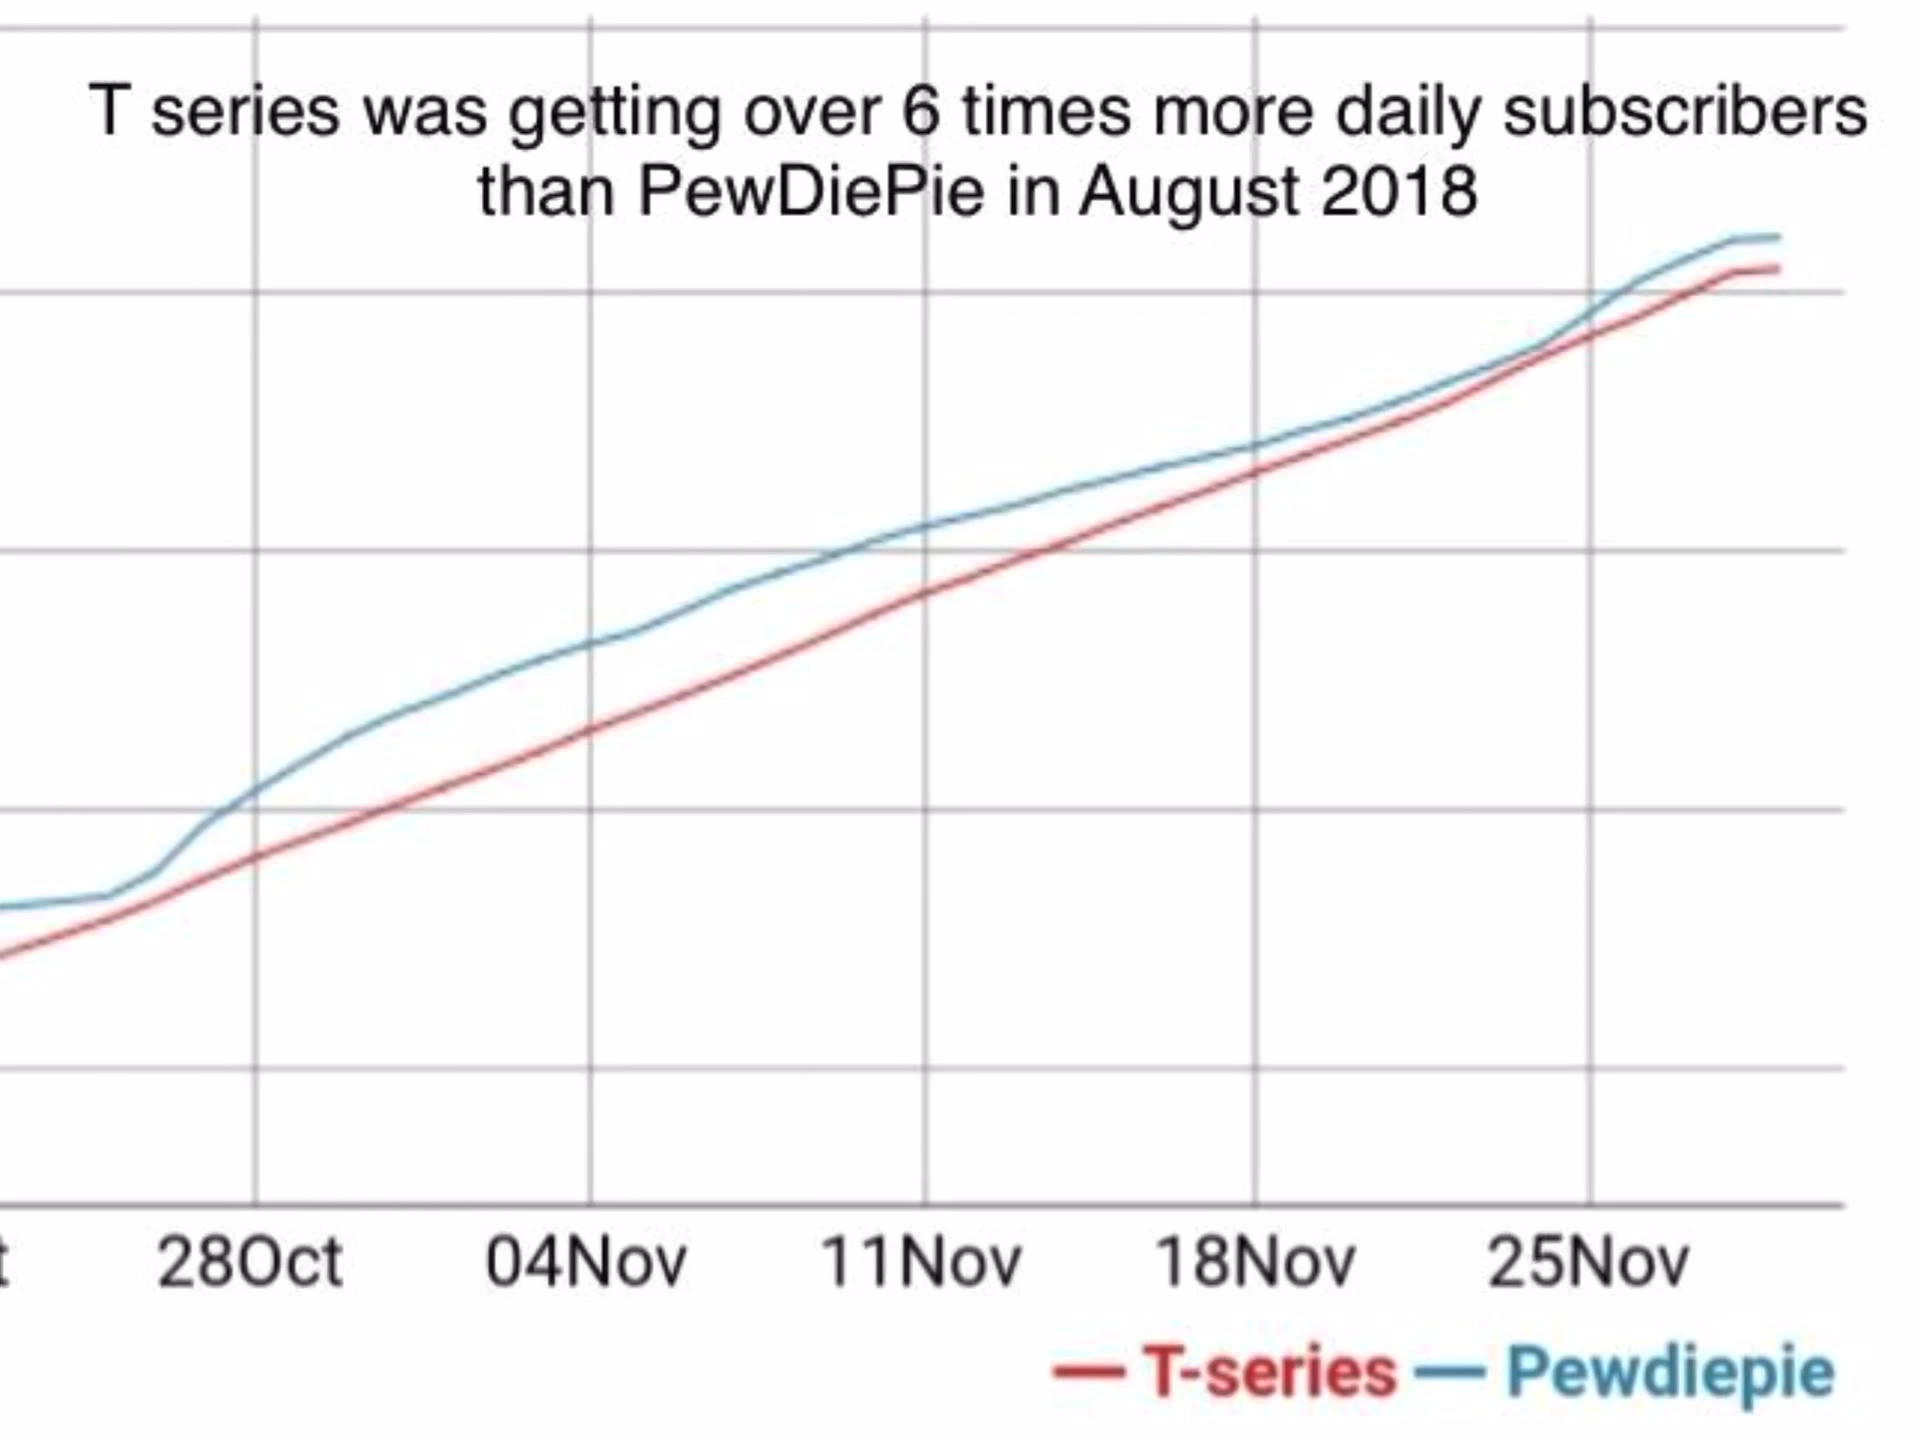 T series was getting over 6 times more daily subscribers
than PewDiePie in August 2018
28Oct 04Nov 11Nov 18Nov 25Nov
T-series Pewdiepie